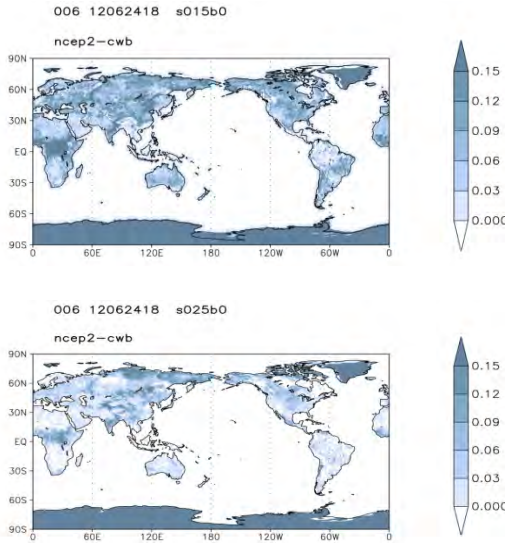 006 12062418 s015b0
ncep2-cwb
90N
60N
30N
EQ
30S
60S
90S
0 60E 120E 180 120W 60W 0
0.15
0.12
0.09
0.06
0.03
0.000
006 12062418 s025b0
ncep2-cwb
90N
60N
30N
EQ
30S
60S
90S
0 60E 120E 180 120W 60W 0
0.15
0.12
0.09
0.06
0.03
0.000